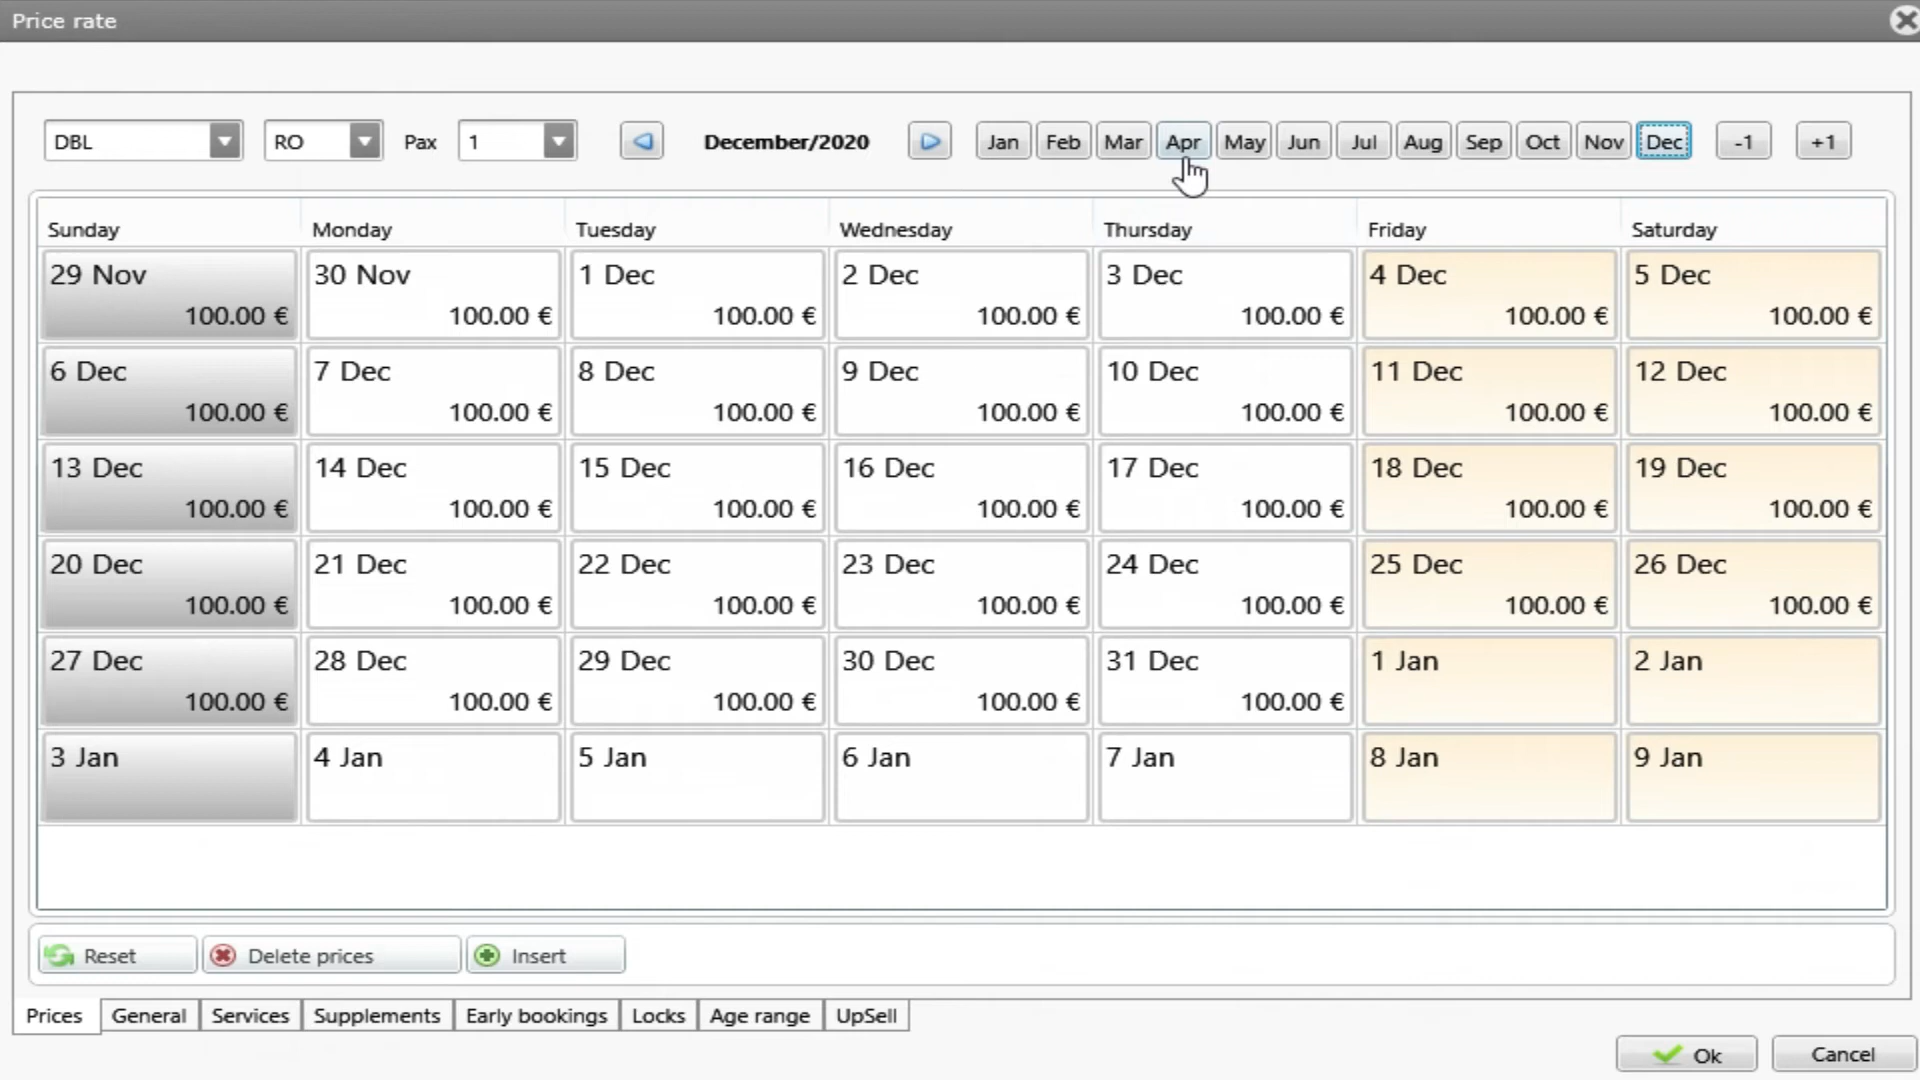 Price rate
DBL RO Pax 1 December/2020 Jan Feb Mar Apr May Jun Jul Aug Sep Oct Nov Dec -1 +1
Sunday Monday Tuesday Wednesday Thursday Friday Saturday
29 Nov 30 Nov 1 Dec 2 Dec 3 Dec 4 Dec 5 Dec
100.00 € 100.00 € 100.00 € 100.00 € 100.00 € 100.00 € 100.00 €
6 Dec 7 Dec 8 Dec 9 Dec 10 Dec 11 Dec 12 Dec
100.00 € 100.00 € 100.00 € 100.00 € 100.00 € 100.00 € 100.00 €
13 Dec 14 Dec 15 Dec 16 Dec 17 Dec 18 Dec 19 Dec
100.00 € 100.00 € 100.00 € 100.00 € 100.00 € 100.00 € 100.00 €
20 Dec 21 Dec 22 Dec 23 Dec 24 Dec 25 Dec 26 Dec
100.00 € 100.00 € 100.00 € 100.00 € 100.00 € 100.00 € 100.00 €
27 Dec 28 Dec 29 Dec 30 Dec 31 Dec 1 Jan 2 Jan
100.00 € 100.00 € 100.00 € 100.00 € 100.00 €
3 Jan 4 Jan 5 Jan 6 Jan 7 Jan 8 Jan 9 Jan
Reset Delete prices Insert
Prices General Services Supplements Early bookings Locks Age range UpSell
Ok Cancel